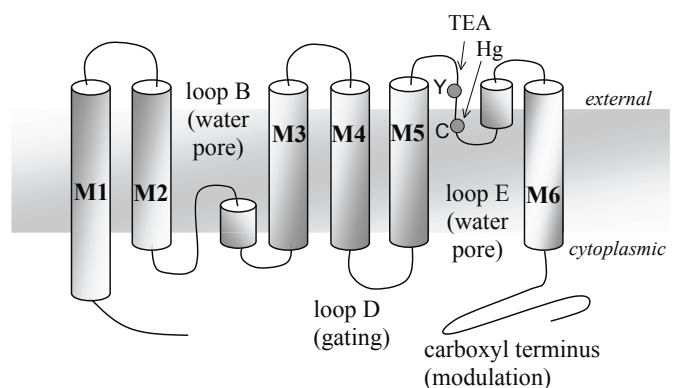 TEA
Hg
Y
C
loop B
(water
pore)
external
M1
M2
M3
M4
M5
M6
loop E
(water
pore)
cytoplasmic
loop D
(gating)
carboxyl terminus
(modulation)